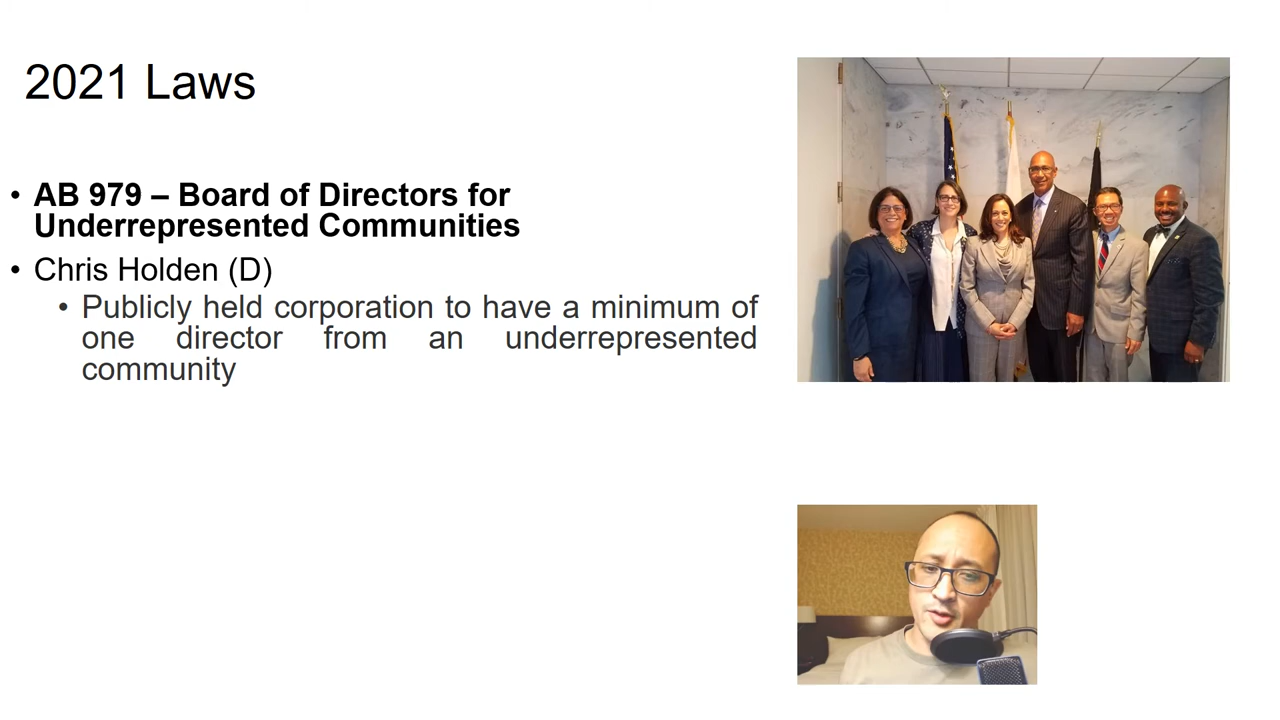 2021 Laws
• AB 979 – Board of Directors for
Underrepresented Communities
• Chris Holden (D)
• Publicly held corporation to have a minimum of
one director from an underrepresented
community